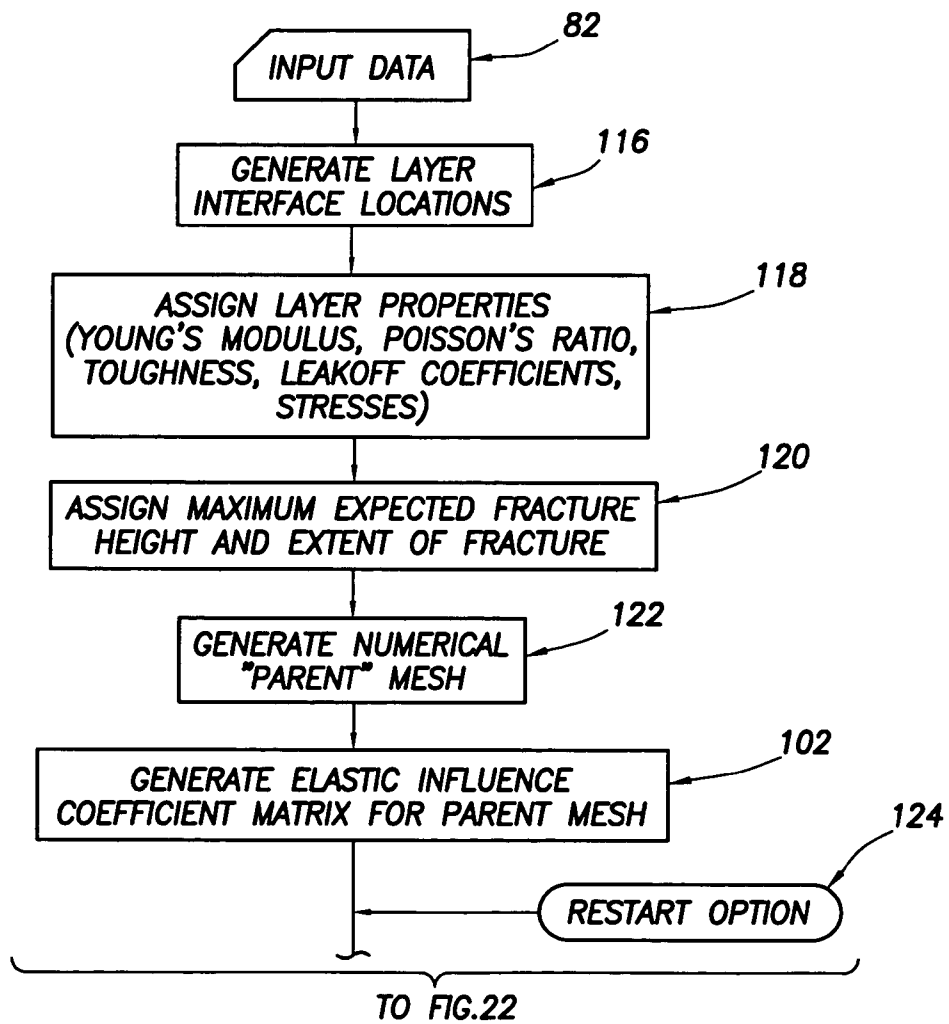 82
INPUT DATA
116
GENERATE LAYER
INTERFACE LOCATIONS
118
ASSIGN LAYER PROPERTIES
(YOUNG'S MODULUS, POISSON'S RATIO,
TOUGHNESS, LEAKOFF COEFFICIENTS,
STRESSES)
120
ASSIGN MAXIMUM EXPECTED FRACTURE
HEIGHT AND EXTENT OF FRACTURE
122
GENERATE NUMERICAL
"PARENT" MESH
102
GENERATE ELASTIC INFLUENCE
COEFFICIENT MATRIX FOR PARENT MESH
124
RESTART OPTION
TO FIG.22